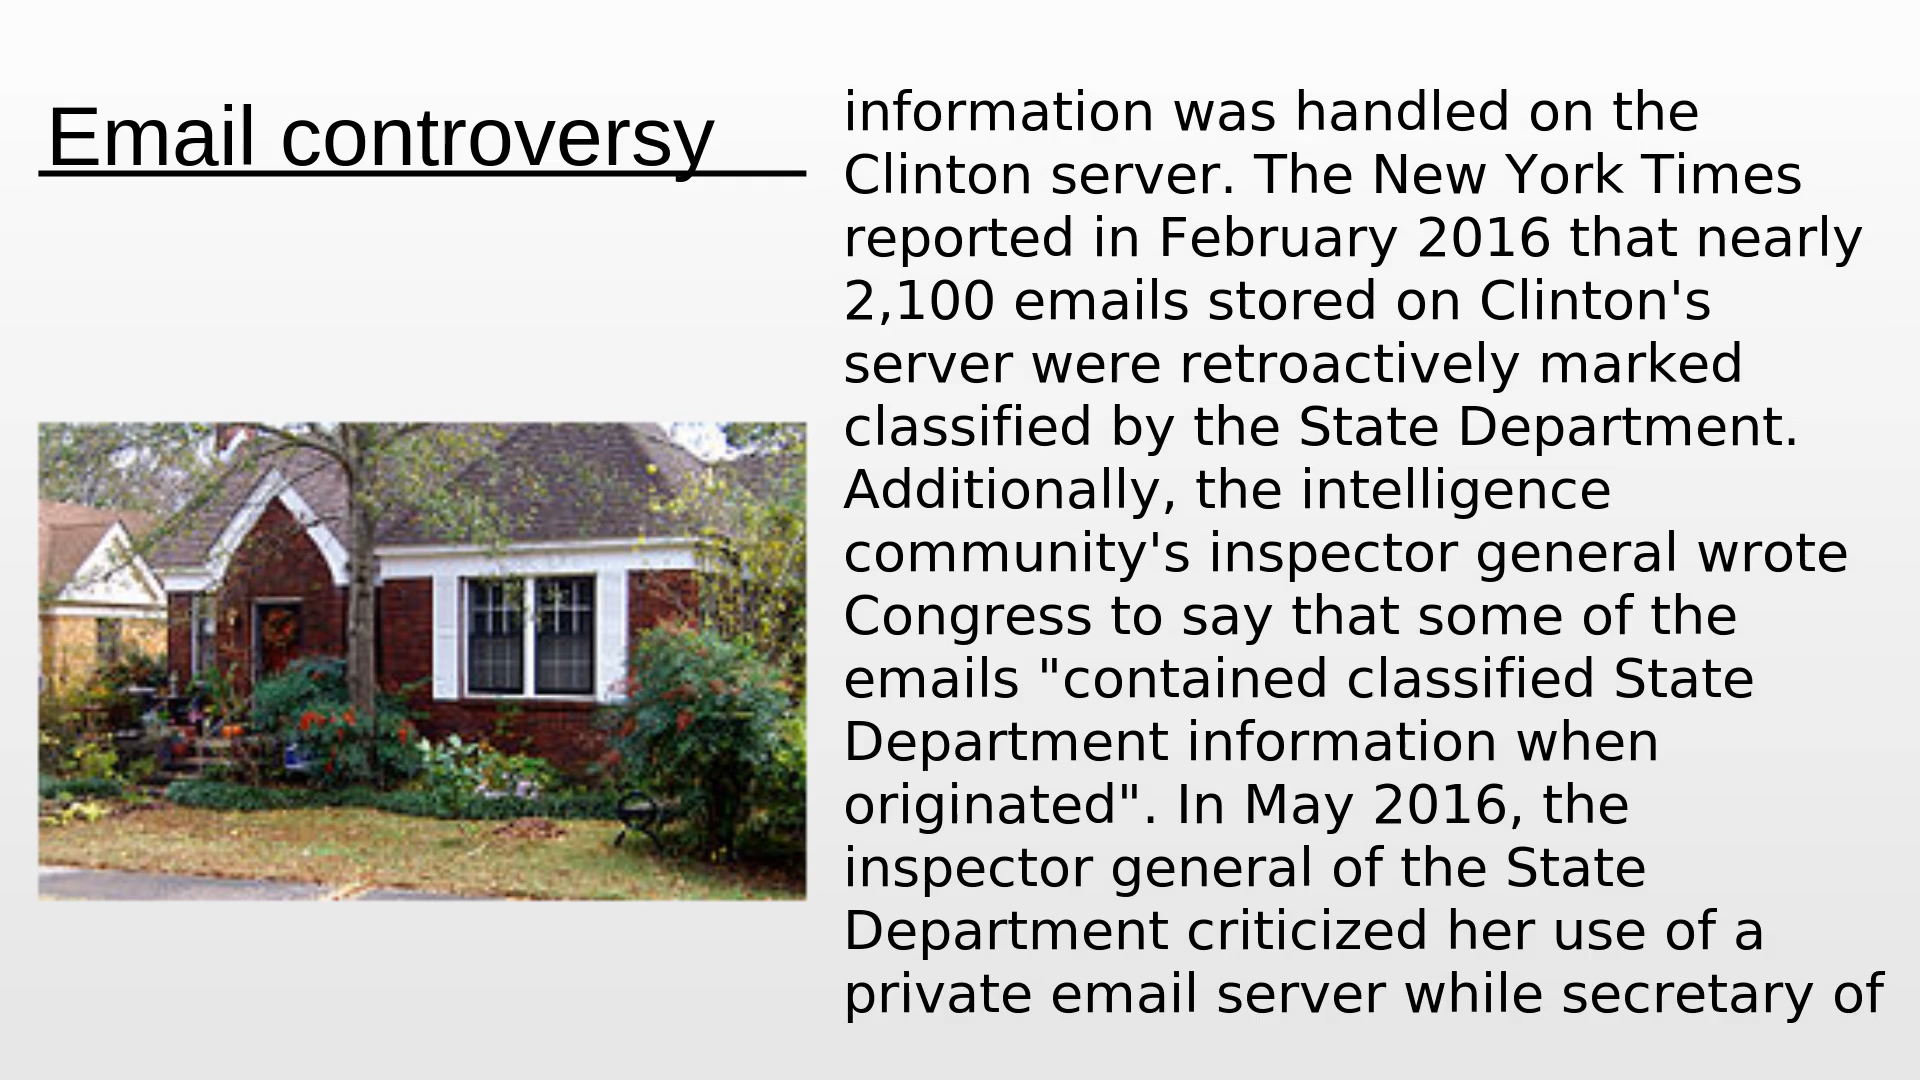 Email controversy
information was handled on the
Clinton server. The New York Times
reported in February 2016 that nearly
2,100 emails stored on Clinton's
server were retroactively marked
classified by the State Department.
Additionally, the intelligence
community's inspector general wrote
Congress to say that some of the
emails "contained classified State
Department information when
originated". In May 2016, the
inspector general of the State
Department criticized her use of a
private email server while secretary of